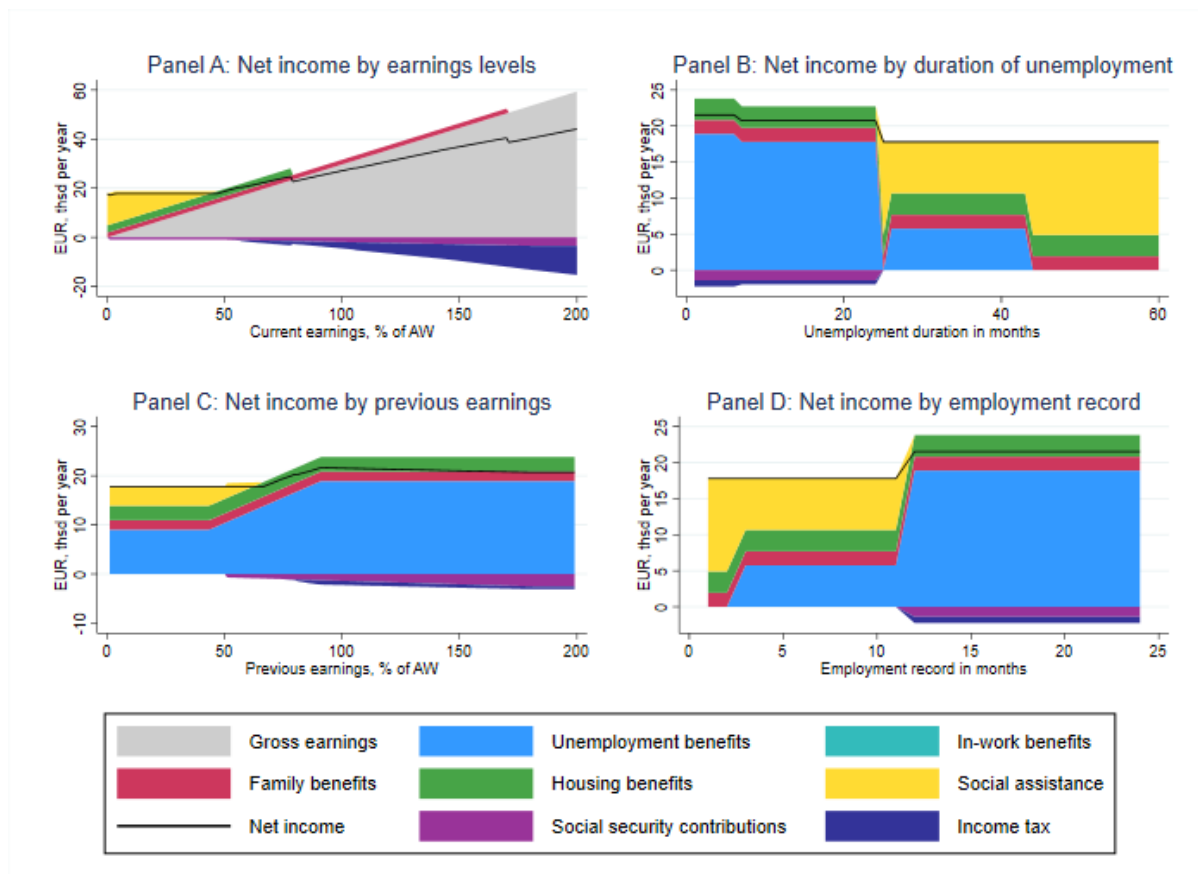 Panel A: Net income by earnings levels
EUR, thsd per year
60
40
20
0
-20
0 50 100 150 200
Current earnings, % of AW
Panel B: Net income by duration of unemployment
EUR, thsd per year
25
20
15
10
5
0
0 20 40 60
Unemployment duration in months
Panel C: Net income by previous earnings
EUR, thsd per year
30
20
10
0
-10
0 50 100 150 200
Previous earnings, % of AW
Panel D: Net income by employment record
EUR, thsd per year
25
20
15
10
5
0
0 5 10 15 20 25
Employment record in months
Gross earnings Unemployment benefits In-work benefits
Family benefits Housing benefits Social assistance
Net income Social security contributions Income tax